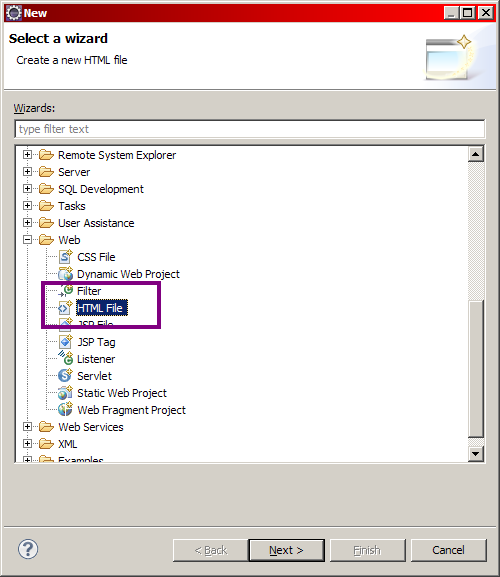 New
Select a wizard
Create a new HTML file
Wizards:
type filter text
Remote System Explorer
Server
SQL Development
Tasks
User Assistance
Web
CSS File
Dynamic Web Project
Filter
HTML File
JSP File
JSP Tag
Listener
Servlet
Static Web Project
Web Fragment Project
Web Services
XML
Examples
? < Back Next > Finish Cancel